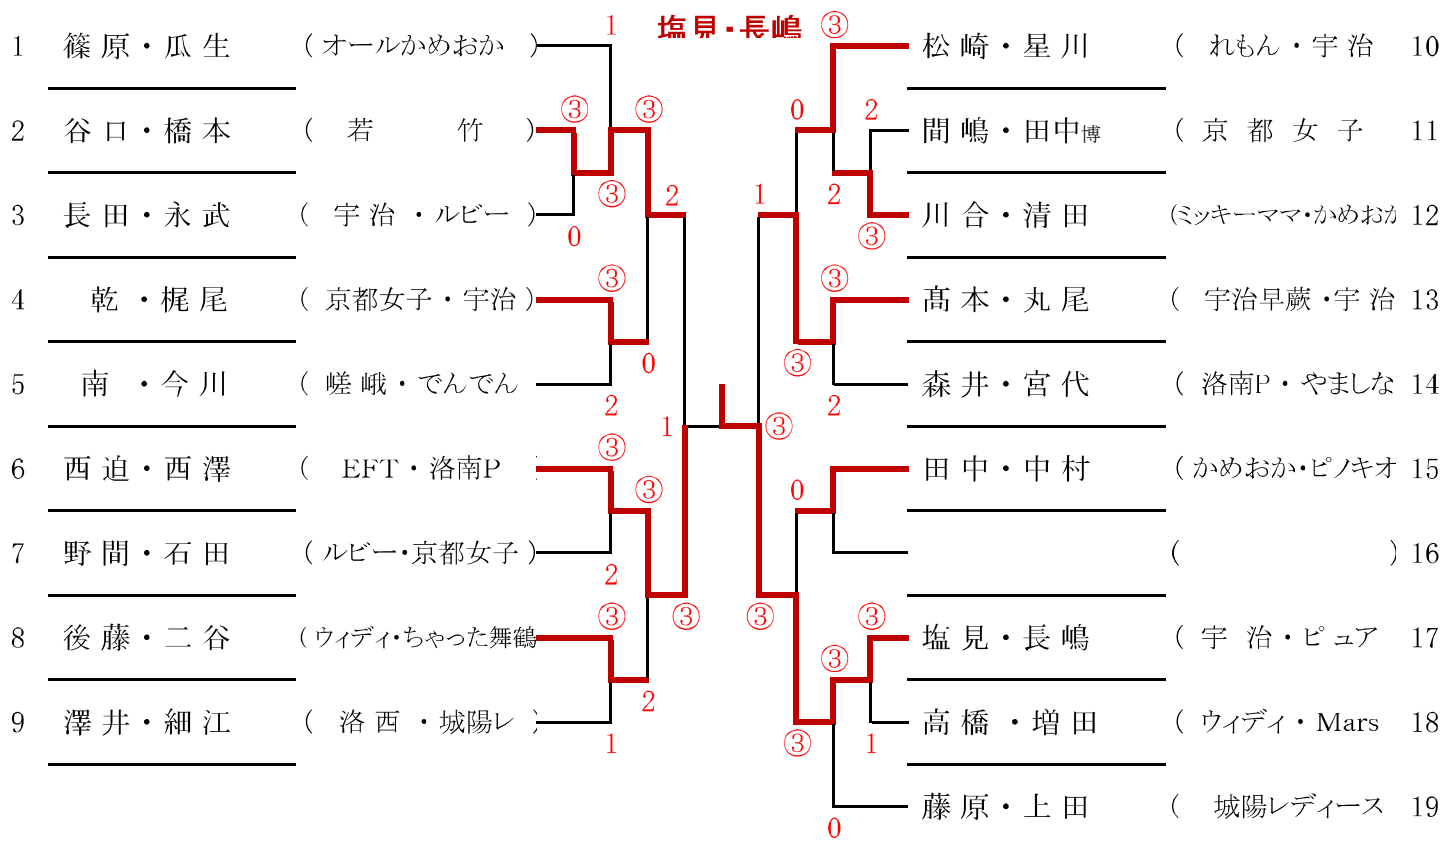 塩見・長嶋
1 篠原・瓜生 (オールかめおか ) 1
2 谷口・橋本 ( 若 竹 ) ③ ③
3 長田・永武 ( 宇治・ルビー ) 0 ③ 2
4 乾・梶尾 ( 京都女子・宇治 ) ③
5 南・今川 ( 嵯峨・でんでん 2 0
6 西迫・西澤 ( EFT・洛南P ③ 1
7 野間・石田 ( ルビー・京都女子 ) 2 ③
8 後藤・二谷 (ウィディ・ちゃった舞鶴 ③ ③
9 澤井・細江 ( 洛西・城陽レ ) 1 2
③ 松崎・星川 ( れもん・宇治 10
0 2 間嶋・田中博 ( 京都女子 11
1 2 ③ 川合・清田 (ミッキーママ・かめおか 12
③ 髙本・丸尾 ( 宇治早蕨・宇治 13
③ 2 森井・宮代 ( 洛南P・やましな 14
③ 0 田中・中村 (かめおか・ピノキオ 15
( ) 16
③ ③ 塩見・長嶋 ( 宇治・ピュア 17
③ ③ 1 高橋・増田 ( ウィディ・Mars 18
0 藤原・上田 ( 城陽レディース 19